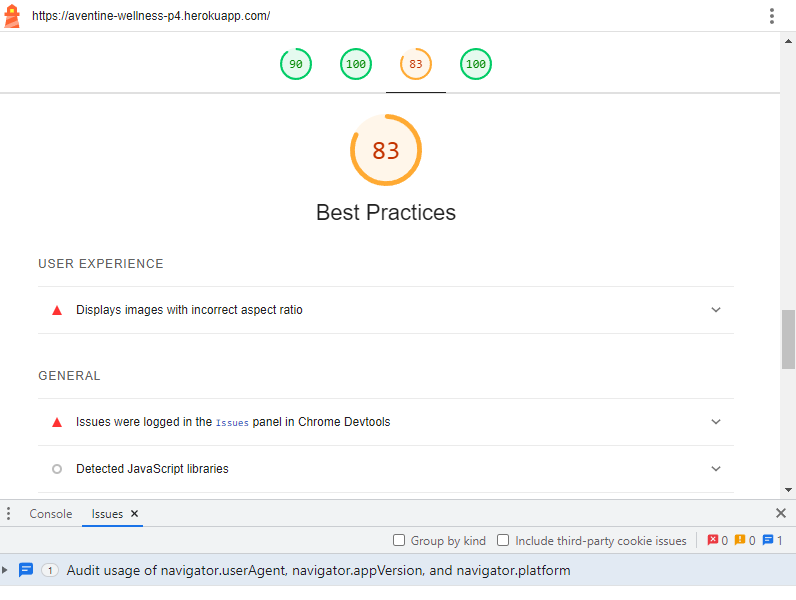 https://aventine-wellness-p4.herokuapp.com/
90 100 83 100
83
Best Practices
USER EXPERIENCE
Displays images with incorrect aspect ratio
GENERAL
Issues were logged in the Issues panel in Chrome Devtools
Detected JavaScript libraries
Console Issues
Group by kind Include third-party cookie issues 0 0 1
1 Audit usage of navigator.userAgent, navigator.appVersion, and navigator.platform